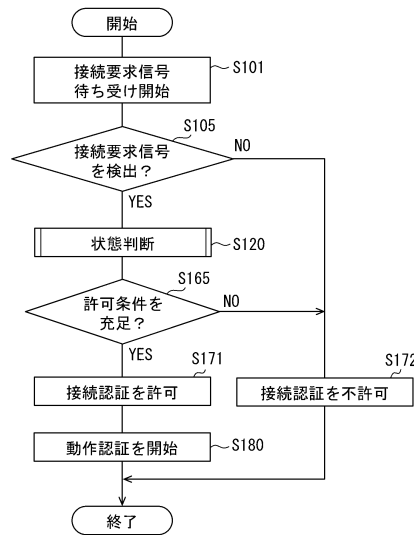 開始
接続要求信号
待ち受け開始
S101
S105
接続要求信号
を検出？
NO
YES
状態判断
S120
S165
許可条件を
充足？
NO
YES
S171
接続認証を許可
S172
接続認証を不許可
動作認証を開始
S180
終了